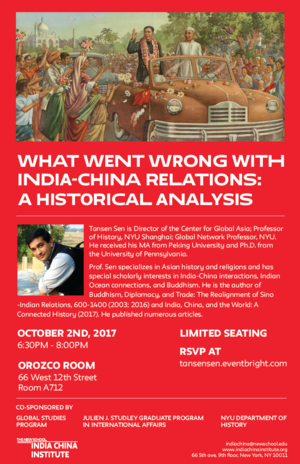 WHAT WENT WRONG WITH
INDIA-CHINA RELATIONS:
A HISTORICAL ANALYSIS
Tansen Sen is Director of the Center for Global Asia; Professor
of History, NYU Shanghai; Global Network Professor, NYU.
He received his MA from Peking University and Ph.D. from
the University of Pennsylvania.
Prof. Sen specializes in Asian history and religions and has
special scholarly interests in India-China interactions, Indian
Ocean connections, and Buddhism. He is the author of
Buddhism, Diplomacy, and Trade: The Realignment of Sino
-Indian Relations, 600-1400 (2003; 2016) and India, China, and the World: A
Connected History (2017). He published numerous articles.
OCTOBER 2ND, 2017
6:30PM - 8:00PM
OROZCO ROOM
66 West 12th Street
Room A712
LIMITED SEATING
RSVP AT
tansensen.eventbright.com
CO-SPONSORED BY
GLOBAL STUDIES
PROGRAM
JULIEN J. STUDLEY GRADUATE PROGRAM
IN INTERNATIONAL AFFAIRS
NYU DEPARTMENT OF
HISTORY
THE NEW SCHOOL
INDIA CHINA
INSTITUTE
indiachina@newschool.edu
www.indiachinainstitute.org
66 5th ave, 9th floor, New York, NY 10011